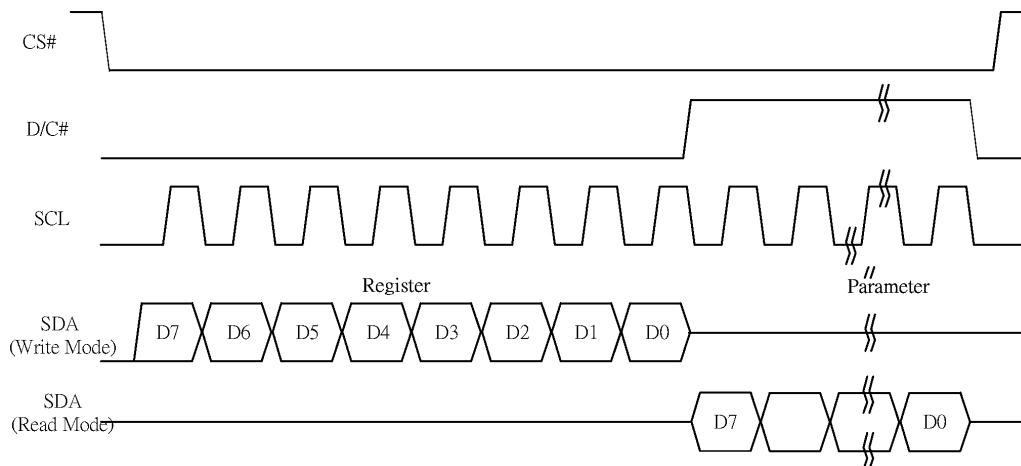 CS#
D/C#
SCL
Register
Parameter
SDA
(Write Mode)
D7
D6
D5
D4
D3
D2
D1
D0
SDA
(Read Mode)
D7
D0